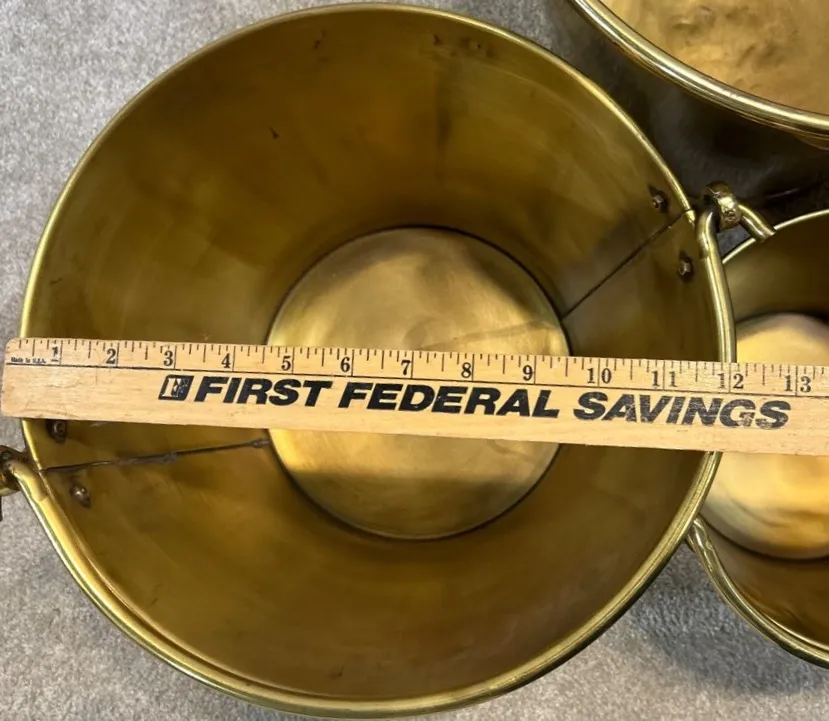 1 2 3 4 5 6 7 8 9 10 11 12 13
Made in U.S.A.
FIRST FEDERAL SAVINGS